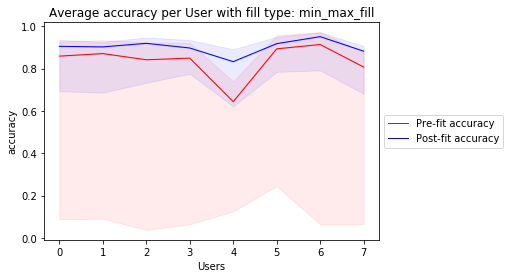 Average accuracy per User with fill type: min_max_fill
1.0
0.8
0.6
0.4
0.2
0.0
accuracy
0 1 2 3 4 5 6 7
Users
Pre-fit accuracy
Post-fit accuracy